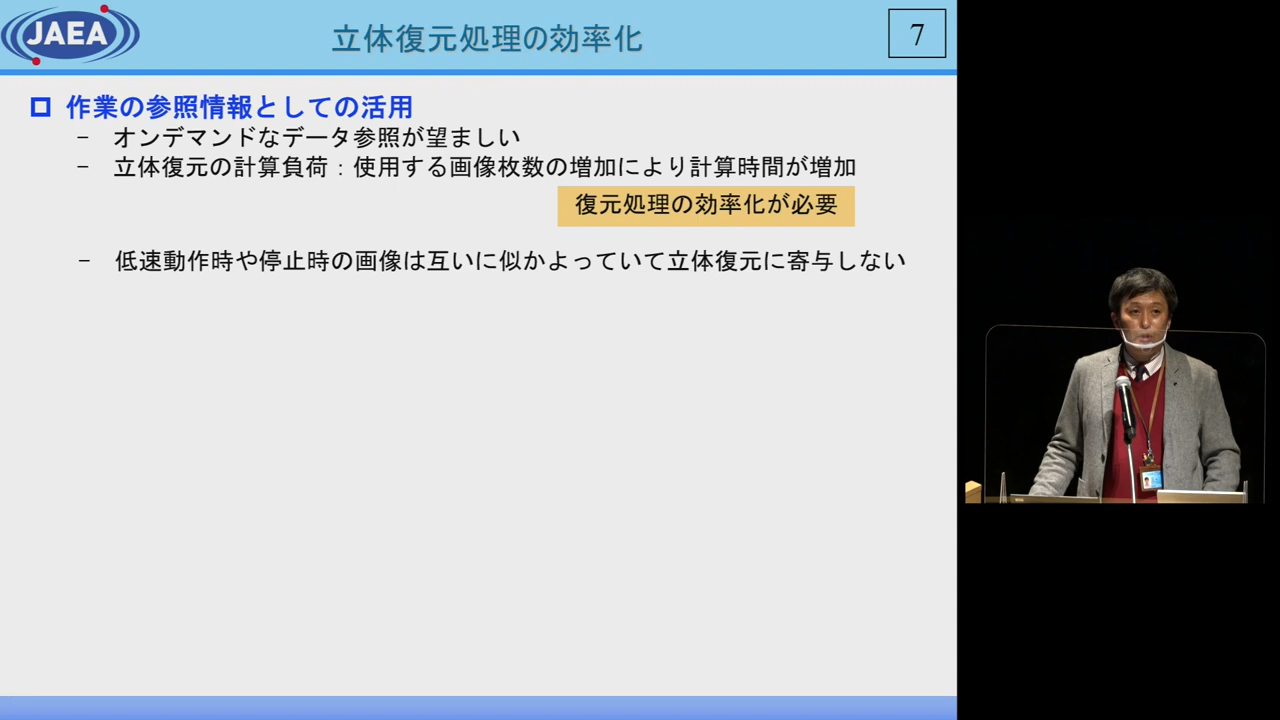 JAEA
立体復元処理の効率化
7
作業の参照情報としての活用
- オンデマンドなデータ参照が望ましい
- 立体復元の計算負荷：使用する画像枚数の増加により計算時間が増加
復元処理の効率化が必要
- 低速動作時や停止時の画像は互いに似かよっていて立体復元に寄与しない